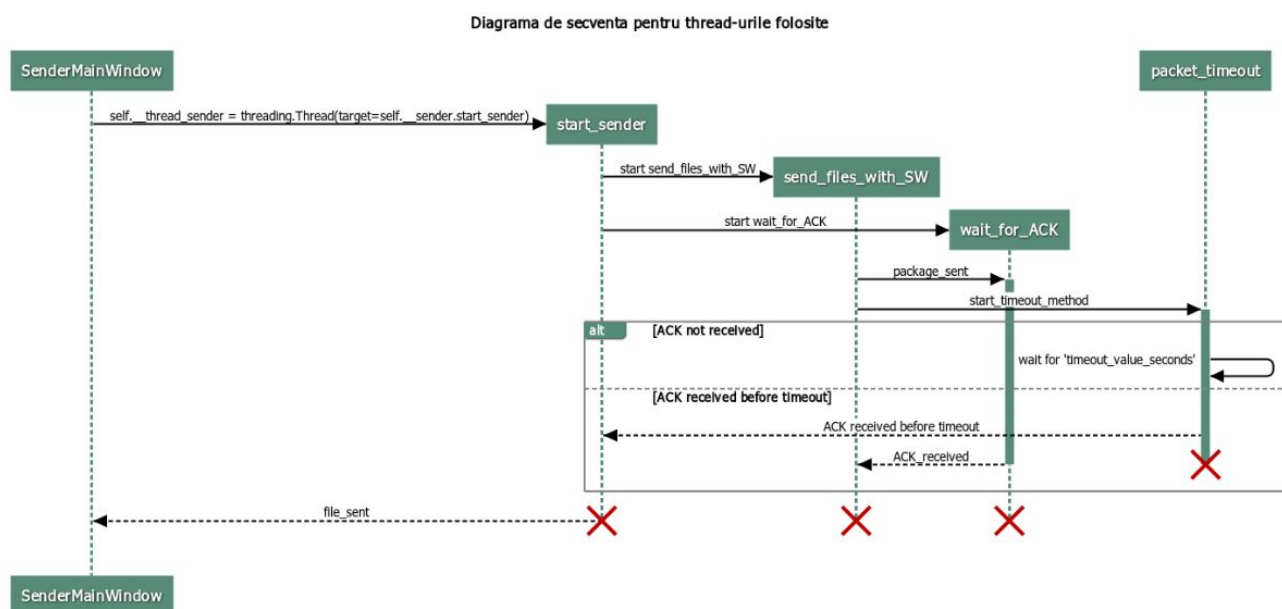 Diagrama de secventa pentru thread-urile folosite
SenderMainWindow
packet_timeout
self.__thread_sender = threading.Thread(target=self.__sender.start_sender)
start_sender
start send_files_with_SW
send_files_with_SW
start wait_for_ACK
wait_for_ACK
package_sent
start_timeout_method
alt
[ACK not received]
wait for 'timeout_value_seconds'
[ACK received before timeout]
ACK received before timeout
ACK_received
file_sent
SenderMainWindow